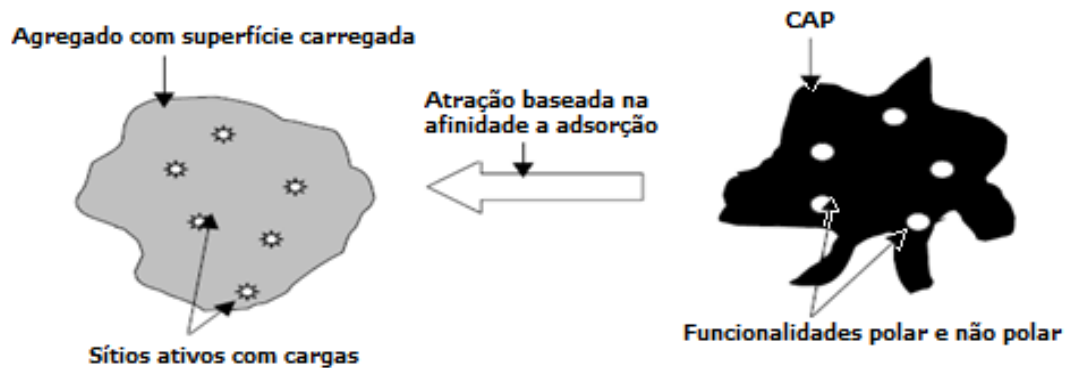 Agregado com superfície carregada
CAP
Atração baseada na
afinidade a adsorção
Funcionalidades polar e não polar
Sítios ativos com cargas